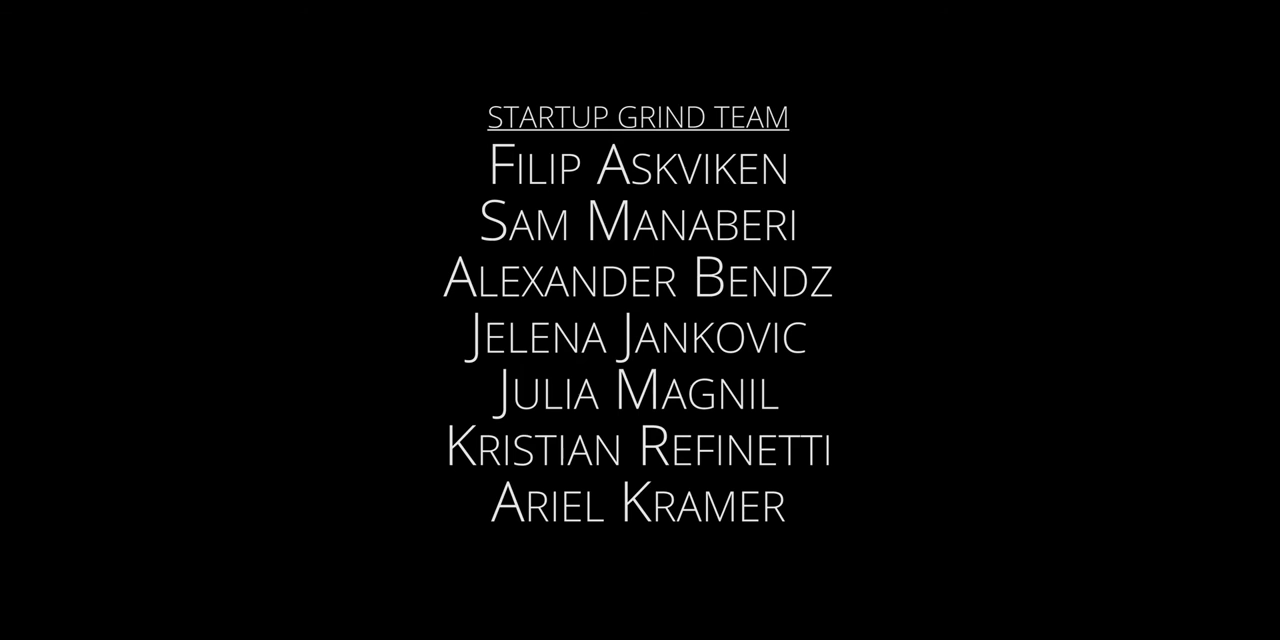 STARTUP GRIND TEAM
Filip Askviken
Sam Manaberi
Alexander Bendz
Jelena Jankovic
Julia Magnil
Kristian Refinetti
Ariel Kramer